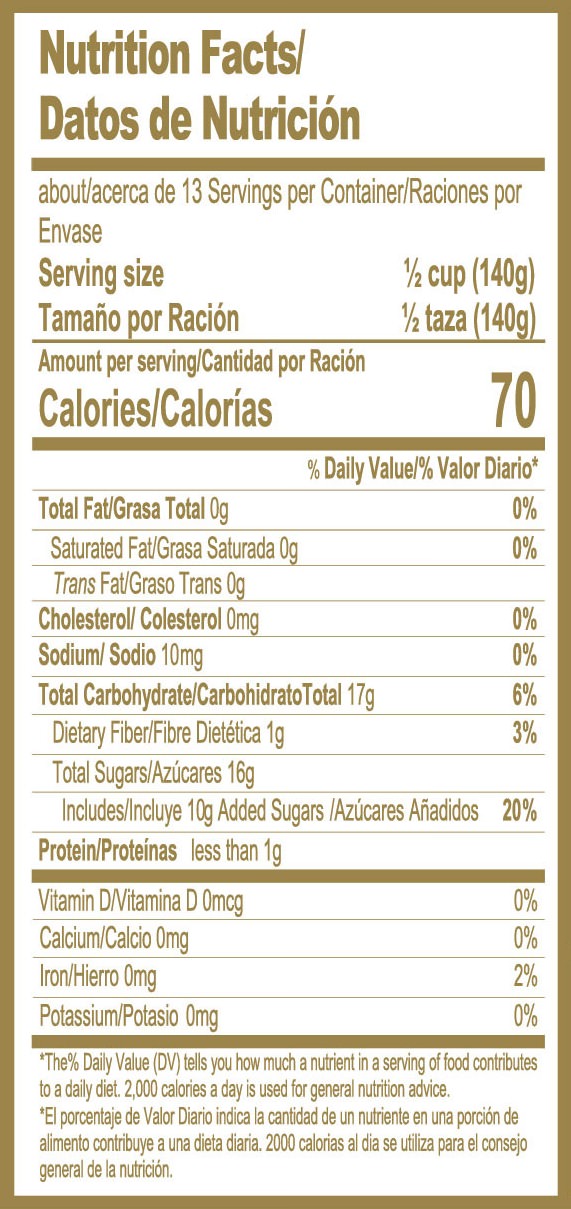 Nutrition Facts/
Datos de Nutrición
about/acerca de 13 Servings per Container/Raciones por
Envase
Serving size ½ cup (140g)
Tamaño por Ración ½ taza (140g)
Amount per serving/Cantidad por Ración
Calories/Calorías 70
% Daily Value/% Valor Diario*
Total Fat/Grasa Total 0g 0%
Saturated Fat/Grasa Saturada 0g 0%
Trans Fat/Graso Trans 0g
Cholesterol/ Colesterol 0mg 0%
Sodium/ Sodio 10mg 0%
Total Carbohydrate/CarbohidratoTotal 17g 6%
Dietary Fiber/Fibre Dietética 1g 3%
Total Sugars/Azúcares 16g
Includes/Incluye 10g Added Sugars /Azúcares Añadidos 20%
Protein/Proteínas less than 1g
Vitamin D/Vitamina D 0mcg 0%
Calcium/Calcio 0mg 0%
Iron/Hierro 0mg 2%
Potassium/Potasio 0mg 0%
*The% Daily Value (DV) tells you how much a nutrient in a serving of food contributes
to a daily diet. 2,000 calories a day is used for general nutrition advice.
*El porcentaje de Valor Diario indica la cantidad de un nutriente en una porción de
alimento contribuye a una dieta diaria. 2000 calorias al dia se utiliza para el consejo
general de la nutrición.